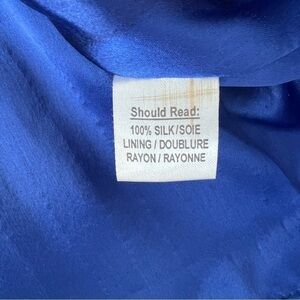 Should Read:
100% SILK/SOIE
LINING / DOUBLURE
RAYON / RAYONNE